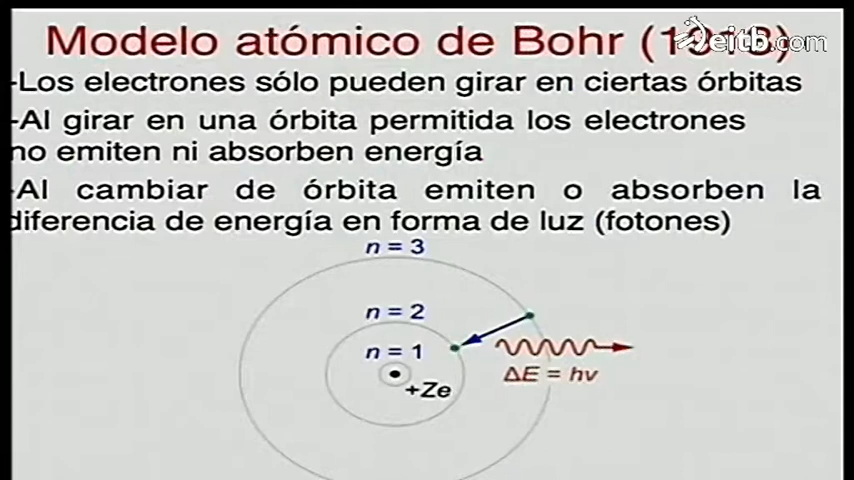 Modelo atómico de Bohr (1913)
eitb.com
-Los electrones sólo pueden girar en ciertas órbitas
-Al girar en una órbita permitida los electrones
no emiten ni absorben energía
-Al cambiar de órbita emiten o absorben la
diferencia de energía en forma de luz (fotones)
n = 3
n = 2
n = 1
+Ze
ΔE = hν